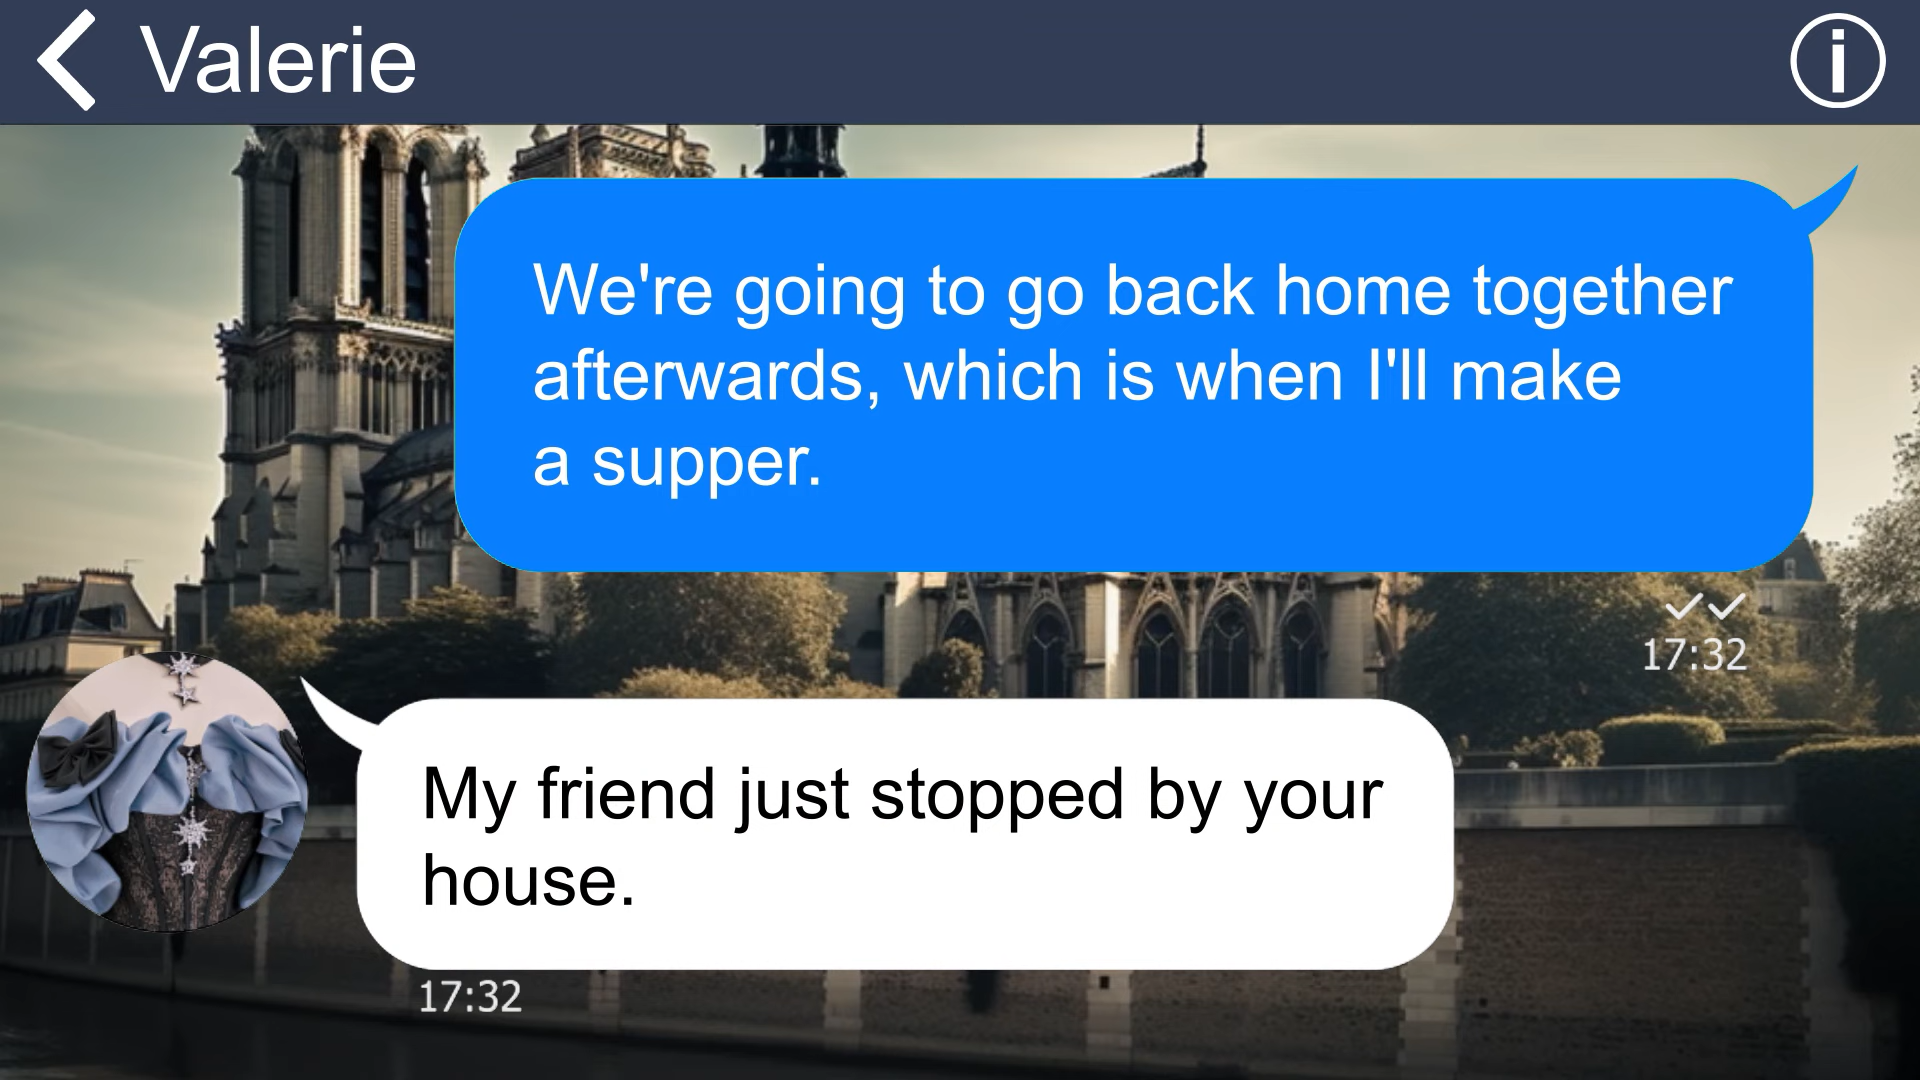 Valerie
We're going to go back home together
afterwards, which is when I'll make
a supper.
17:32
My friend just stopped by your
house.
17:32